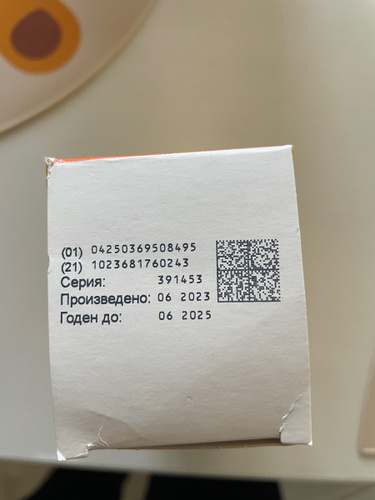 (01) 04250369508495
(21) 1023681760243
Серия: 391453
Произведено: 06 2023
Годен до: 06 2025